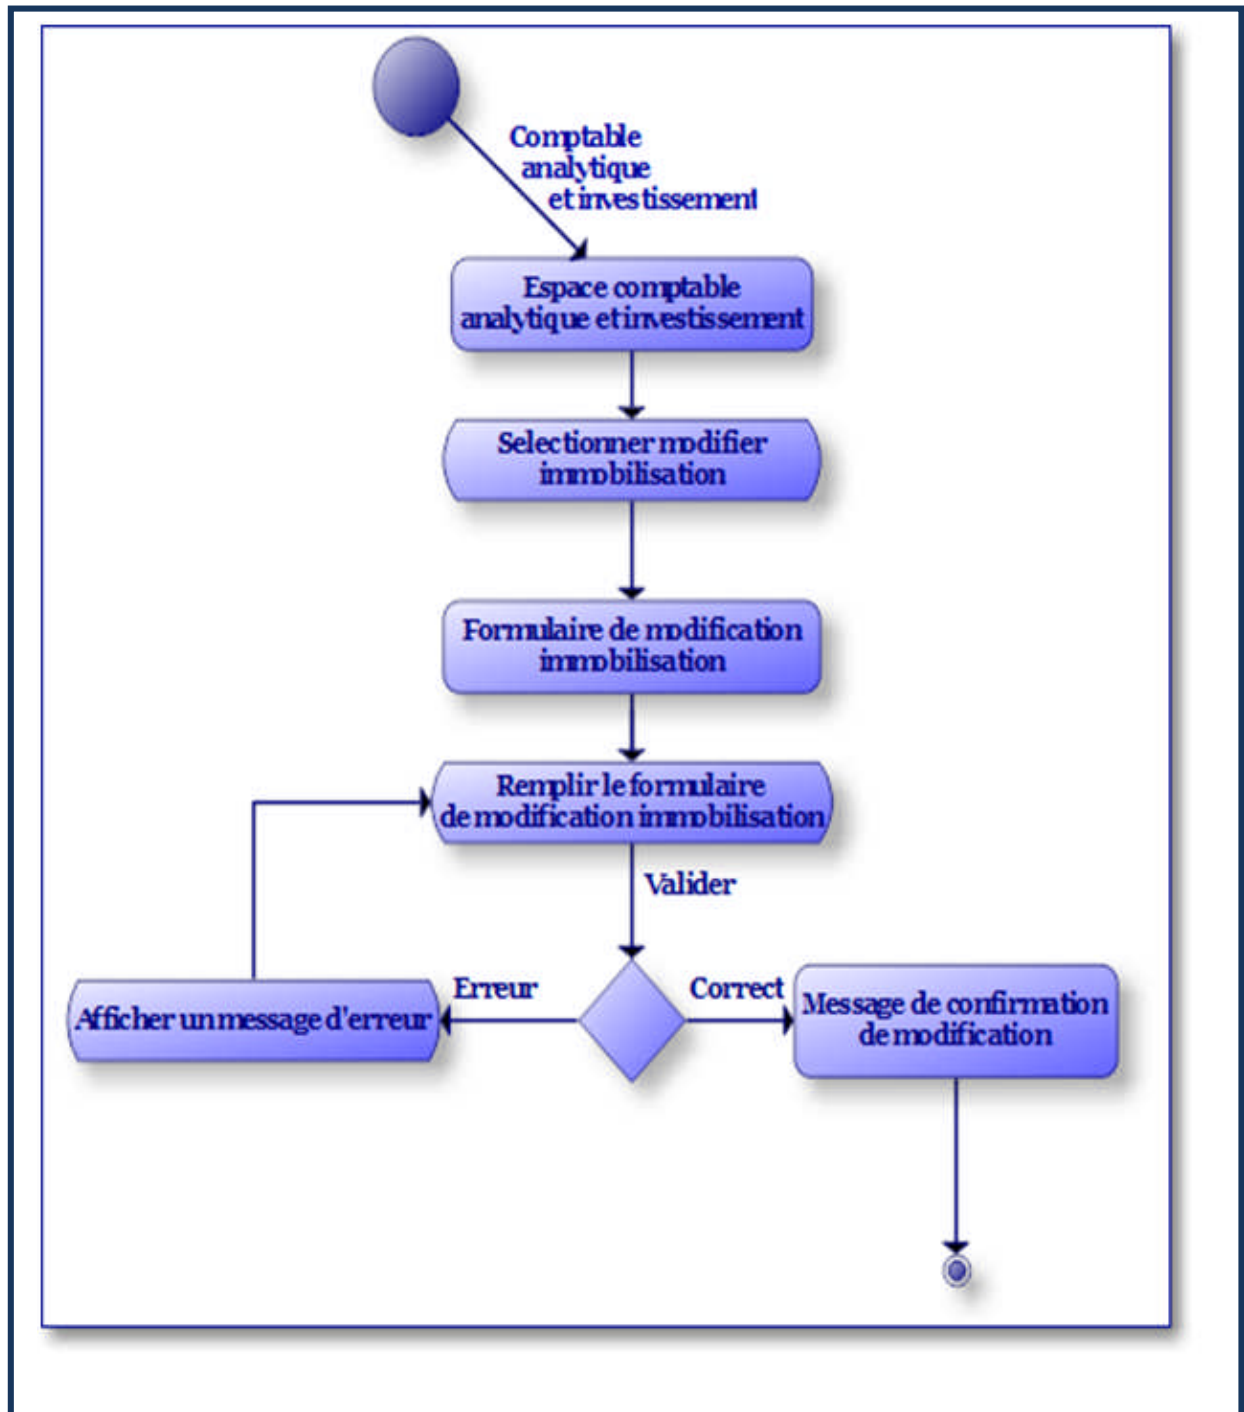 Comptable
analytique
et investissement
Espace comptable
analytique et investissement
Selectionner modifier
immobilisation
Formulaire de modification
immobilisation
Remplir le formulaire
de modification immobilisation
Valider
Erreur
Correct
Afficher un message d'erreur
Message de confirmation
de modification